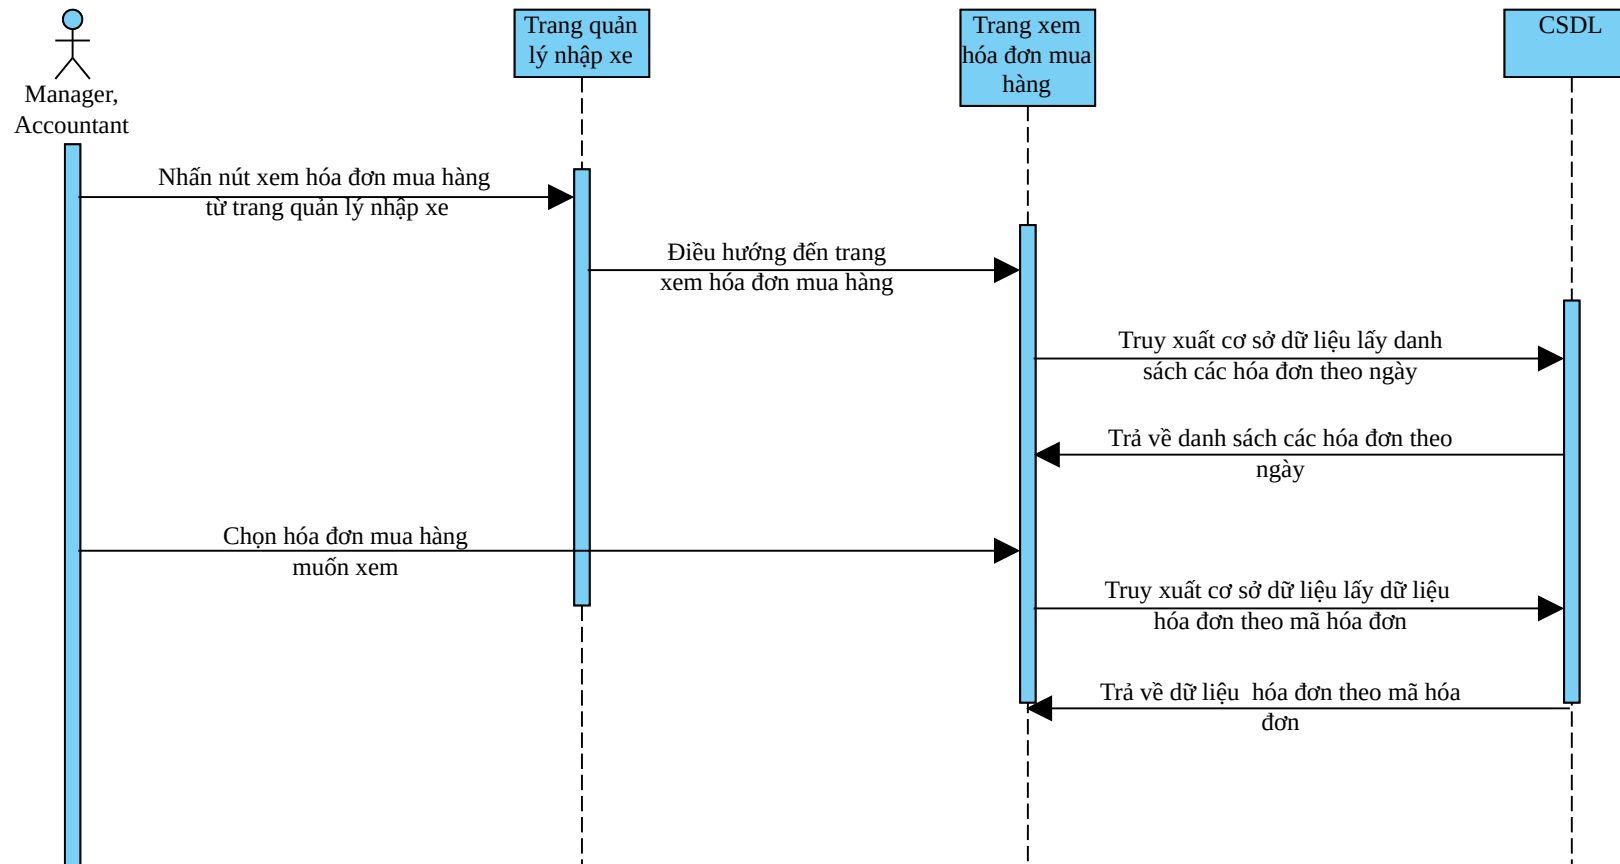 Manager,
Accountant
Trang quản
lý nhập xe
Trang xem
hóa đơn mua
hàng
CSDL
Nhấn nút xem hóa đơn mua hàng
từ trang quản lý nhập xe
Điều hướng đến trang
xem hóa đơn mua hàng
Truy xuất cơ sở dữ liệu lấy danh
sách các hóa đơn theo ngày
Trả về danh sách các hóa đơn theo
ngày
Chọn hóa đơn mua hàng
muốn xem
Truy xuất cơ sở dữ liệu lấy dữ liệu
hóa đơn theo mã hóa đơn
Trả về dữ liệu  hóa đơn theo mã hóa
đơn